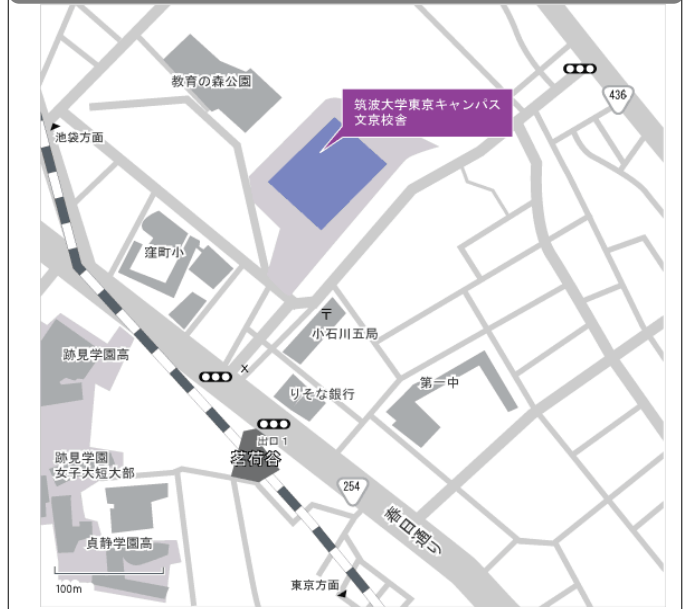 教育の森公園
筑波大学東京キャンパス
文京校舎
436
池袋方面
窪町小
〒
小石川五局
跡見学園高
X
りそな銀行
第一中
出口1
茗荷谷
跡見学園
女子大短大部
254
春日通り
貞静学園高
100m
東京方面